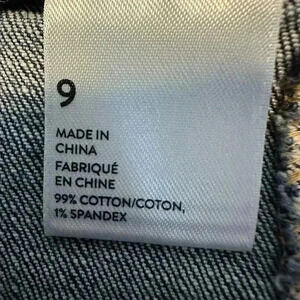 9
MADE IN
CHINA
FABRIQUÉ
EN CHINE
99% COTTON/COTON,
1% SPANDEX